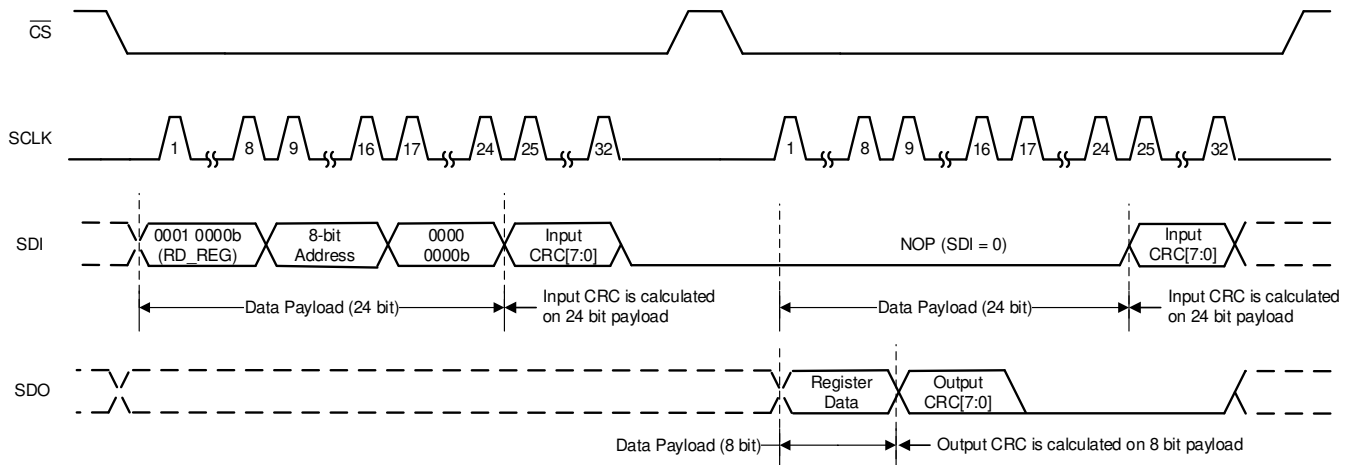 CS
SCLK
1 8 9 16 17 24 25 32 1 8 9 16 17 24 25 32
SDI
0001 0000b
(RD_REG)
8-bit
Address
0000
0000b
Input
CRC[7:0]
NOP (SDI = 0)
Input
CRC[7:0]
Data Payload (24 bit)
Input CRC is calculated
on 24 bit payload
Data Payload (24 bit)
Input CRC is calculated
on 24 bit payload
SDO
Register
Data
Output
CRC[7:0]
Data Payload (8 bit)
Output CRC is calculated on 8 bit payload